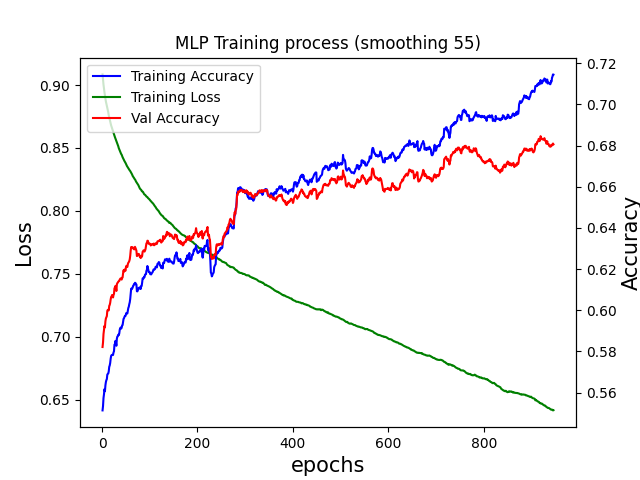 MLP Training process (smoothing 55)
Training Accuracy
Training Loss
Val Accuracy
0.90
0.85
0.80
0.75
0.70
0.65
Loss
0.72
0.70
0.68
0.66
0.64
0.62
0.60
0.58
0.56
Accuracy
0 200 400 600 800
epochs